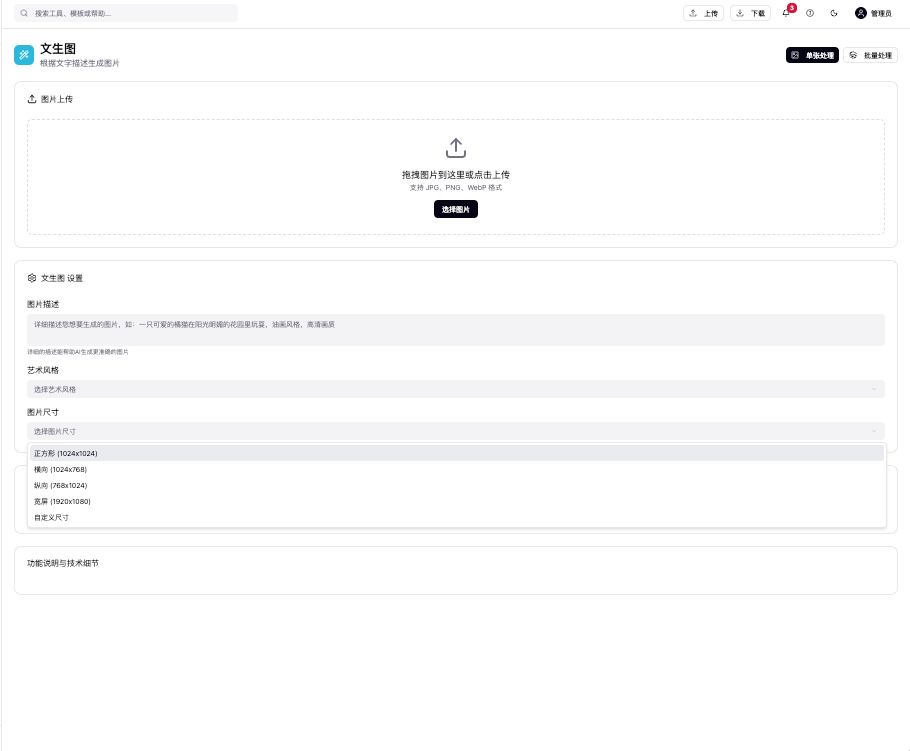 搜索工具、模板或帮助...
上传
下载
3
管理员
文生图
根据文字描述生成图片
单张处理
批量处理
图片上传
拖拽图片到这里或点击上传
支持 JPG、PNG、WebP 格式
选择图片
文生图 设置
图片描述
详细描述您想要生成的图片，如：一只可爱的橘猫在阳光明媚的花园里玩耍，油画风格，高清画质
详细的描述能帮助AI生成更准确的图片
艺术风格
选择艺术风格
图片尺寸
选择图片尺寸
正方形 (1024x1024)
横向 (1024x768)
纵向 (768x1024)
宽屏 (1920x1080)
自定义尺寸
功能说明与技术细节